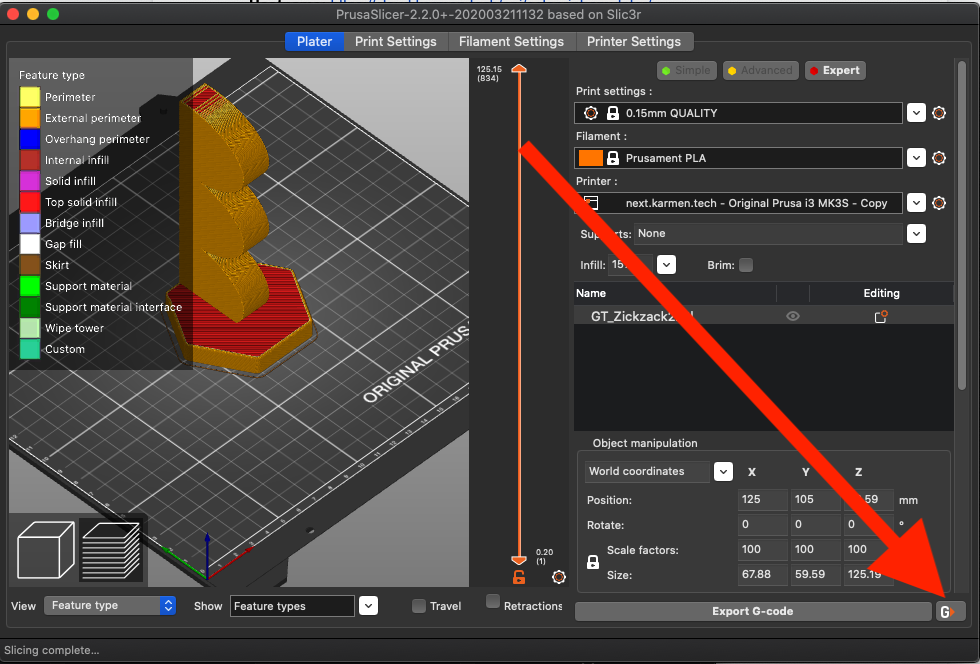 PrusaSlicer-2.2.0+-202003211132 based on Slic3r
Plater Print Settings Filament Settings Printer Settings
Feature type
Perimeter
External perimeter
Overhang perimeter
Internal infill
Solid infill
Top solid infill
Bridge infill
Gap fill
Skirt
Support material
Support material interface
Wipe tower
Custom
ORIGINAL PRUS
125.15
(834)
0.20
(1)
Simple Advanced Expert
Print settings :
0.15mm QUALITY
Filament :
Prusament PLA
Printer :
next.karmen.tech - Original Prusa i3 MK3S - Copy
Supports: None
Infill: 15 Brim:
Name Editing
GT_Zickzack
Object manipulation
World coordinates X Y Z
Position: 125 105 .59 mm
Rotate: 0 0 0 °
Scale factors: 100 100 100
Size: 67.88 59.59 125.19
View Feature type Show Feature types Travel Retractions
Export G-code G
Slicing complete...